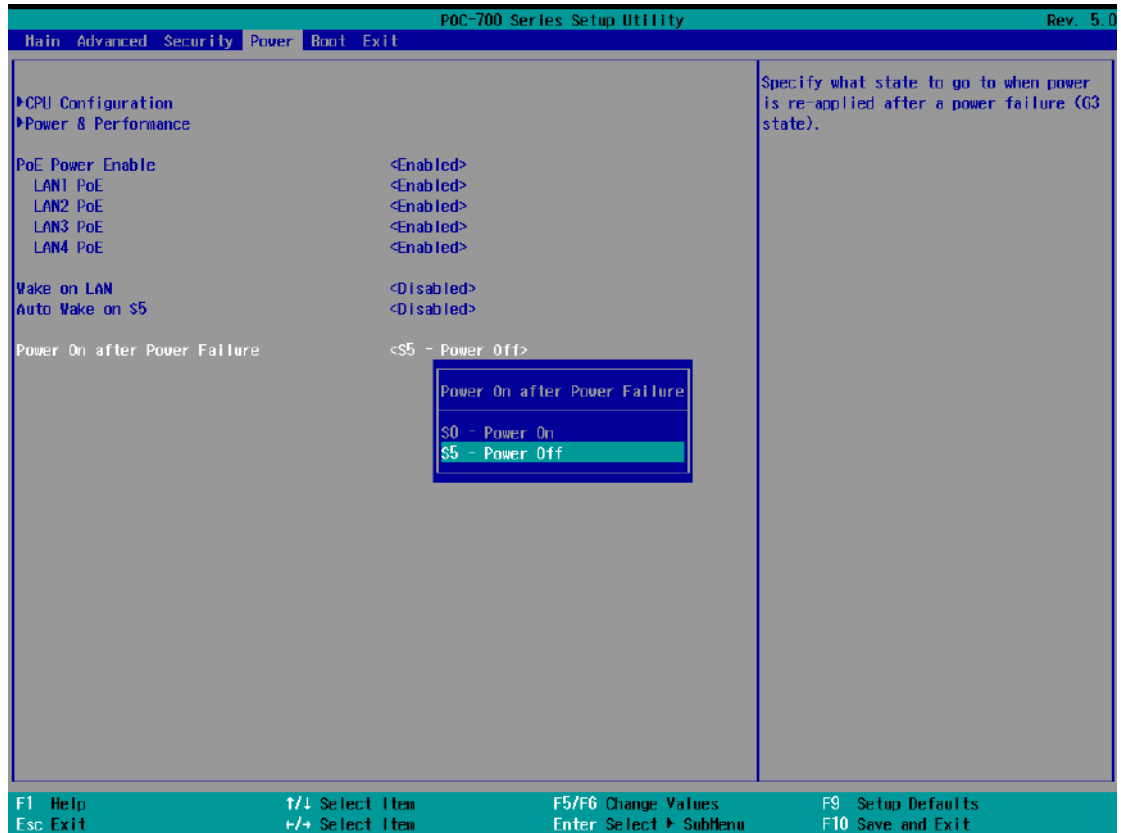 POC-700 Series Setup Utility Rev. 5.0
Main Advanced Security Power Boot Exit
▶CPU Configuration
▶Power & Performance
PoE Power Enable <Enabled>
LAN1 PoE <Enabled>
LAN2 PoE <Enabled>
LAN3 PoE <Enabled>
LAN4 PoE <Enabled>
Wake on LAN <Disabled>
Auto Wake on S5 <Disabled>
Power On after Power Failure <S5 - Power Off>
Power On after Power Failure
S0 - Power On
S5 - Power Off
Specify what state to go to when power
is re-applied after a power failure (G3
state).
F1 Help ↑/↓ Select Item F5/F6 Change Values F9 Setup Defaults
Esc Exit ←/→ Select Item Enter Select ▶ SubMenu F10 Save and Exit